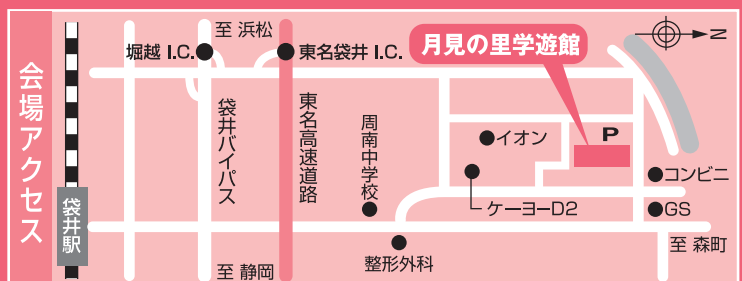 会場アクセス
至 浜松
堀越 I.C.
東名袋井 I.C.
月見の里学遊館
N
袋井バイパス
東名高速道路
周南中学校
イオン
P
コンビニ
ケーヨーD2
GS
袋井駅
整形外科
至 森町
至 静岡